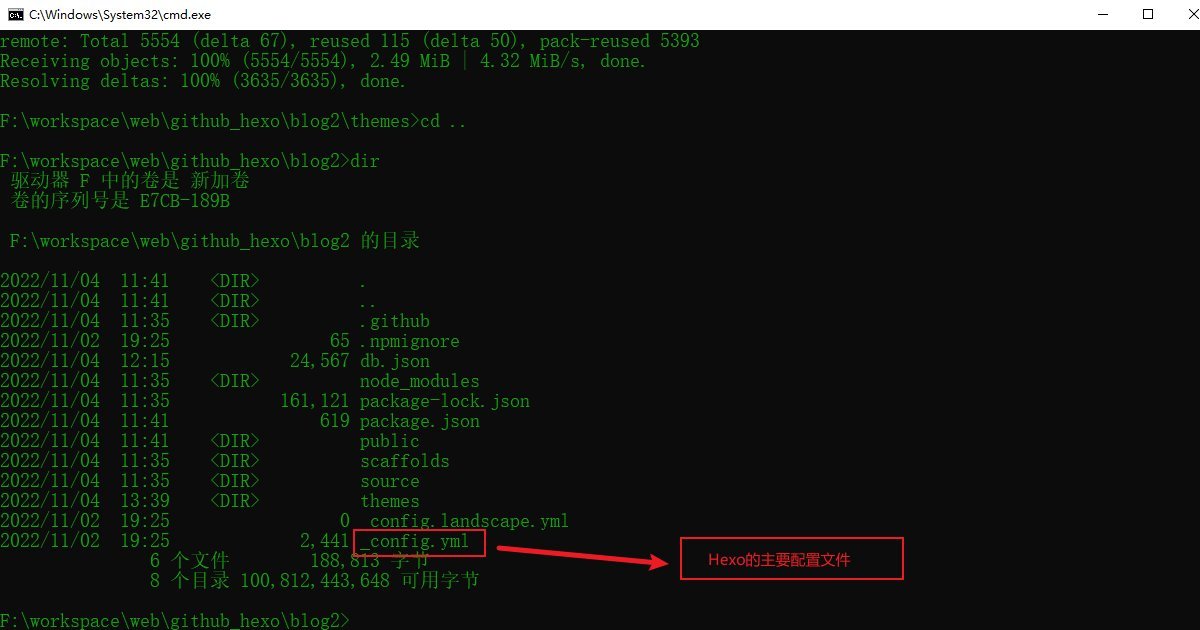 C:\Windows\System32\cmd.exe
remote: Total 5554 (delta 67), reused 115 (delta 50), pack-reused 5393
Receiving objects: 100% (5554/5554), 2.49 MiB | 4.32 MiB/s, done.
Resolving deltas: 100% (3635/3635), done.
F:\workspace\web\github_hexo\blog2\themes>cd ..
F:\workspace\web\github_hexo\blog2>dir
驱动器 F 中的卷是 新加卷
卷的序列号是 E7CB-189B
F:\workspace\web\github_hexo\blog2 的目录
2022/11/04  11:41    <DIR>          .
2022/11/04  11:41    <DIR>          ..
2022/11/04  11:35    <DIR>          .github
2022/11/02  19:25                65 .npmignore
2022/11/04  12:15            24,567 db.json
2022/11/04  11:35    <DIR>          node_modules
2022/11/04  11:35           161,121 package-lock.json
2022/11/04  11:41               619 package.json
2022/11/04  11:41    <DIR>          public
2022/11/04  11:35    <DIR>          scaffolds
2022/11/04  11:35    <DIR>          source
2022/11/04  13:39    <DIR>          themes
2022/11/02  19:25                 0 _config.landscape.yml
2022/11/02  19:25             2,441 _config.yml
6 个文件        188,813 字节
8 个目录 100,812,443,648 可用字节
Hexo的主要配置文件
F:\workspace\web\github_hexo\blog2>